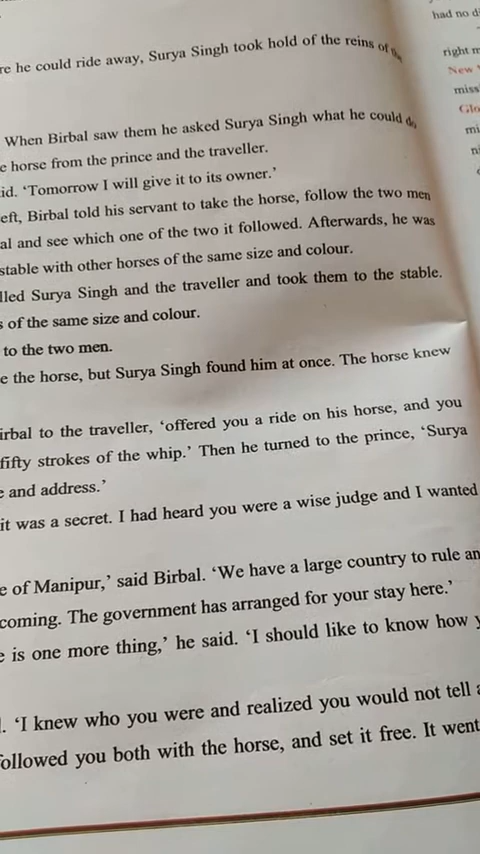 re he could ride away, Surya Singh took hold of the reins of the
When Birbal saw them he asked Surya Singh what he could do
e horse from the prince and the traveller.
id. ‘Tomorrow I will give it to its owner.’
eft, Birbal told his servant to take the horse, follow the two men
al and see which one of the two it followed. Afterwards, he was
stable with other horses of the same size and colour.
lled Surya Singh and the traveller and took them to the stable.
s of the same size and colour.
to the two men.
e the horse, but Surya Singh found him at once. The horse knew
irbal to the traveller, ‘offered you a ride on his horse, and you
fifty strokes of the whip.’ Then he turned to the prince, ‘Surya
e and address.’
it was a secret. I had heard you were a wise judge and I wanted
e of Manipur,’ said Birbal. ‘We have a large country to rule an
coming. The government has arranged for your stay here.’
e is one more thing,’ he said. ‘I should like to know how y
l. ‘I knew who you were and realized you would not tell a
ollowed you both with the horse, and set it free. It went
had no d
right m
New
miss
Glo
mi